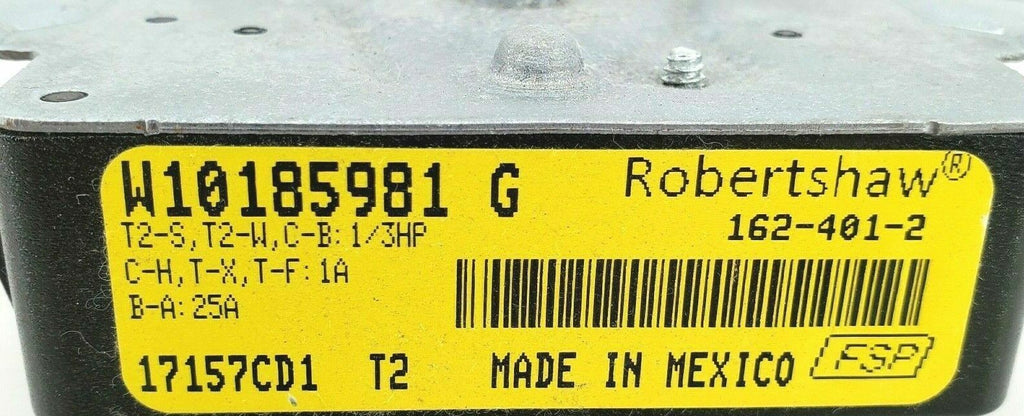 W10185981 G
Robertshaw®
162-401-2
T2-S,T2-W,C-B: 1/3HP
C-H,T-X,T-F: 1A
B-A: 25A
17157CD1 T2 MADE IN MEXICO FSP